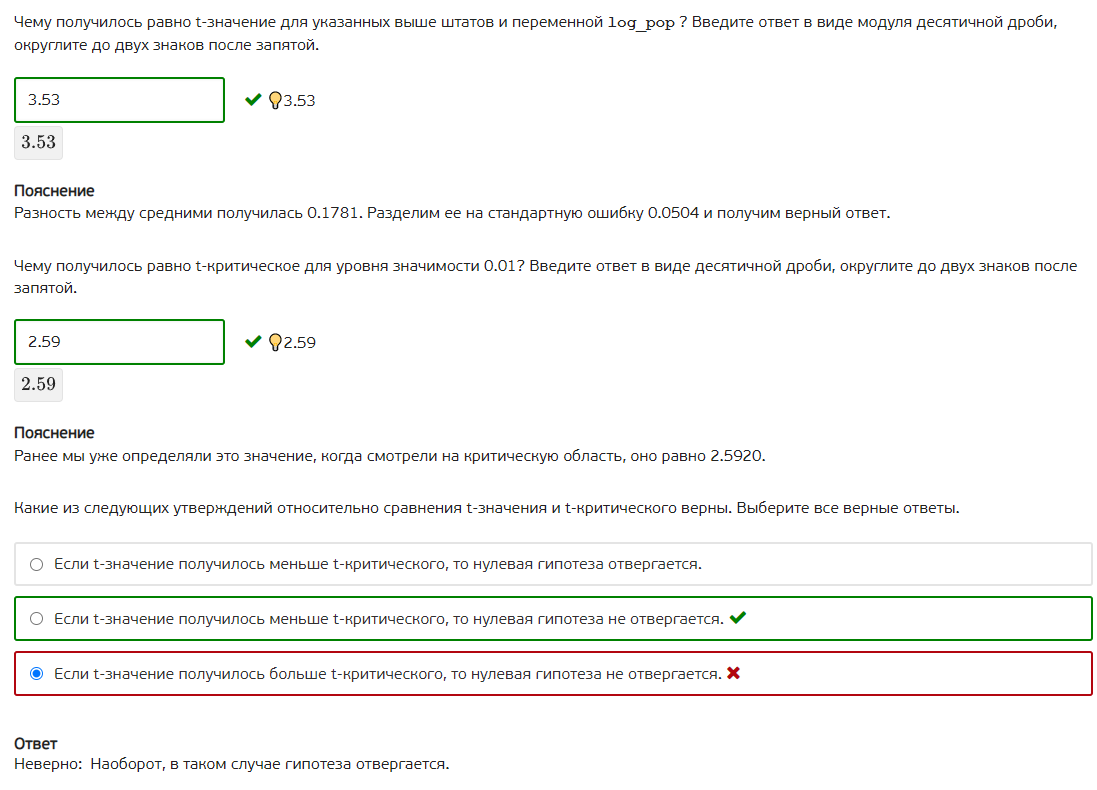 Чему получилось равно t-значение для указанных выше штатов и переменной log_pop ? Введите ответ в виде модуля десятичной дроби,
округлите до двух знаков после запятой.
3.53
3.53
3.53
Пояснение
Разность между средними получилась 0.1781. Разделим ее на стандартную ошибку 0.0504 и получим верный ответ.
Чему получилось равно t-критическое для уровня значимости 0.01? Введите ответ в виде десятичной дроби, округлите до двух знаков после
запятой.
2.59
2.59
2.59
Пояснение
Ранее мы уже определяли это значение, когда смотрели на критическую область, оно равно 2.5920.
Какие из следующих утверждений относительно сравнения t-значения и t-критического верны. Выберите все верные ответы.
Если t-значение получилось меньше t-критического, то нулевая гипотеза отвергается.
Если t-значение получилось меньше t-критического, то нулевая гипотеза не отвергается.
Если t-значение получилось больше t-критического, то нулевая гипотеза не отвергается.
Ответ
Неверно: Наоборот, в таком случае гипотеза отвергается.